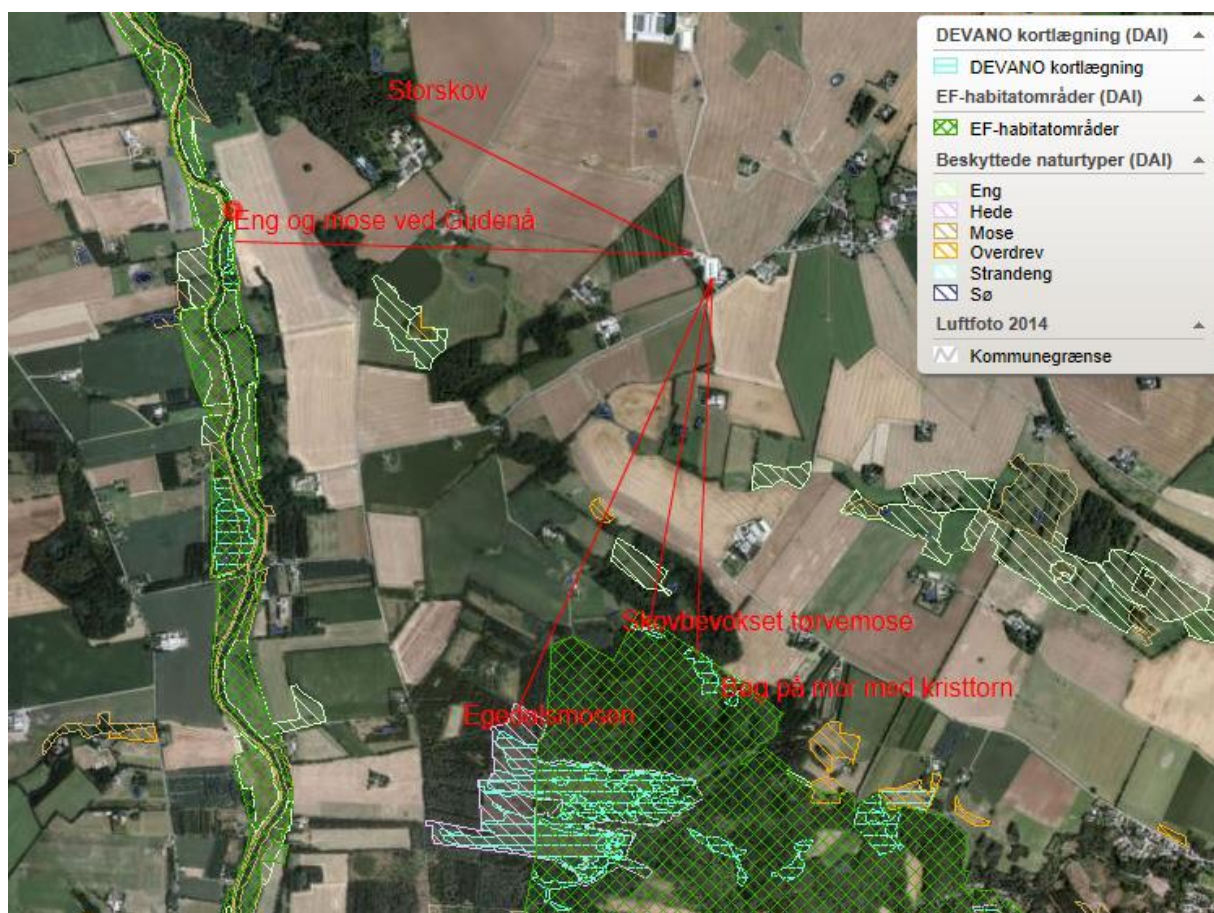 Storskov
Eng og mose ved Gudenå
Skovbevokset tørvemose
Bøg på mor med kristtorn
Egedalsmosen
DEVANO kortlægning (DAI)
DEVANO kortlægning
EF-habitatområder (DAI)
EF-habitatområder
Beskyttede naturtyper (DAI)
Eng
Hede
Mose
Overdrev
Strandeng
Sø
Luftfoto 2014
Kommunegrænse